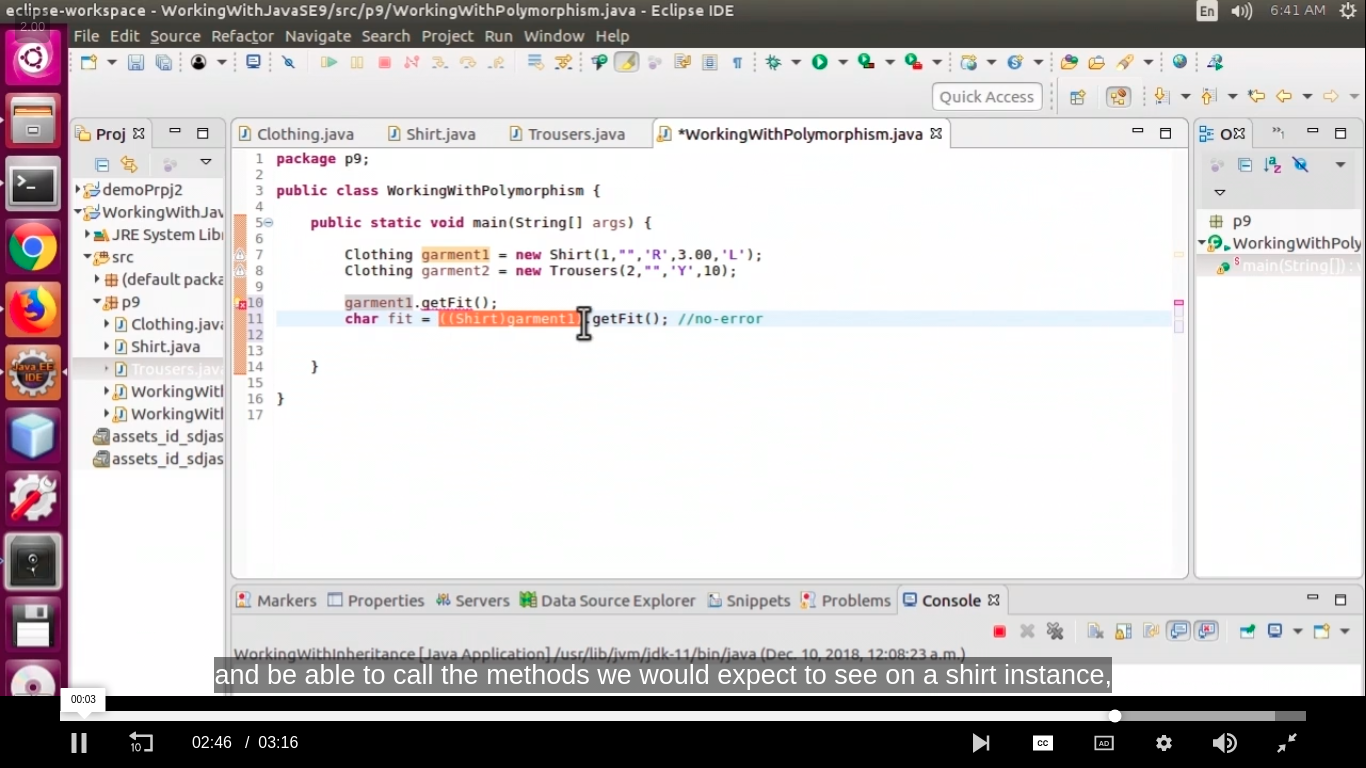 eclipse-workspace - WorkingWithJavaSE9/src/p9/WorkingWithPolymorphism.java - Eclipse IDE
En
6:41 AM
2.00
File Edit Source Refactor Navigate Search Project Run Window Help
Quick Access
Proj
Clothing.java
Shirt.java
Trousers.java
*WorkingWithPolymorphism.java
demoPrpj2
WorkingWithJav
JRE System Libr
src
(default packa
p9
Clothing.java
Shirt.java
Trousers.java
WorkingWith
WorkingWith
assets_id_sdjas
assets_id_sdjas
Java EE
IDE
1 package p9;
2
3 public class WorkingWithPolymorphism {
4
5 public static void main(String[] args) {
6
7 Clothing garment1 = new Shirt(1,"",'R',3.00,'L');
8 Clothing garment2 = new Trousers(2,"",'Y',10);
9
10 garment1.getFit();
11 char fit = ((Shirt)garment1).getFit(); //no-error
12
13
14 }
15
16 }
17
p9
WorkingWithPoly
main(String[]) : v
Markers Properties Servers Data Source Explorer Snippets Problems Console
WorkingWithInheritance [Java Application] /usr/lib/jvm/jdk-11/bin/java (Dec. 10, 2018, 12:08:23 a.m.)
and be able to call the methods we would expect to see on a shirt instance,
00:03
10
02:46 / 03:16
CC
AD